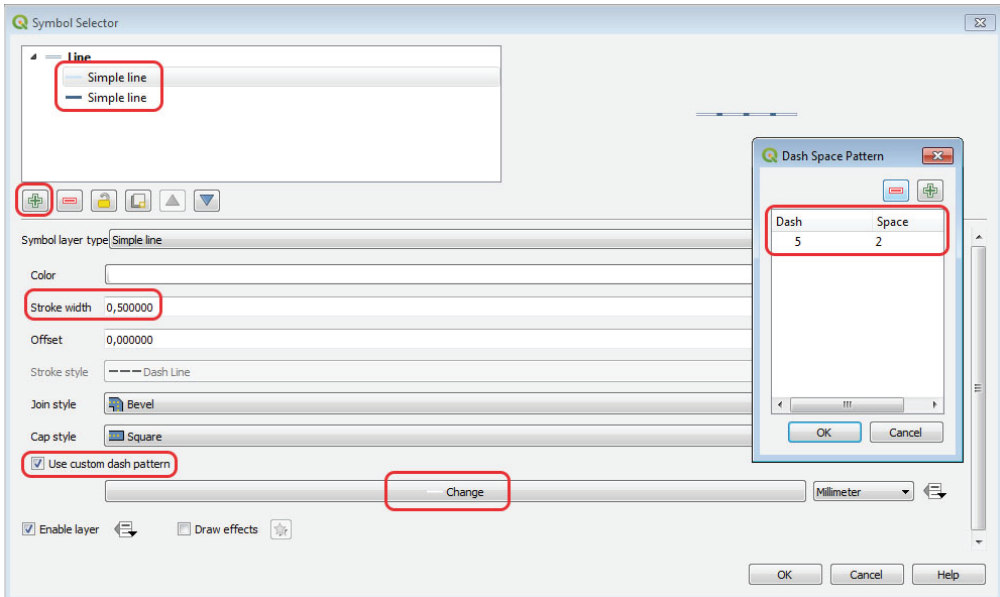 Symbol Selector
Line
Simple line
Simple line
Dash Space Pattern
Dash Space
5 2
OK Cancel
Symbol layer type Simple line
Color
Stroke width 0,500000
Offset 0,000000
Stroke style Dash Line
Join style Bevel
Cap style Square
Use custom dash pattern
Change Millimeter
Enable layer Draw effects
OK Cancel Help